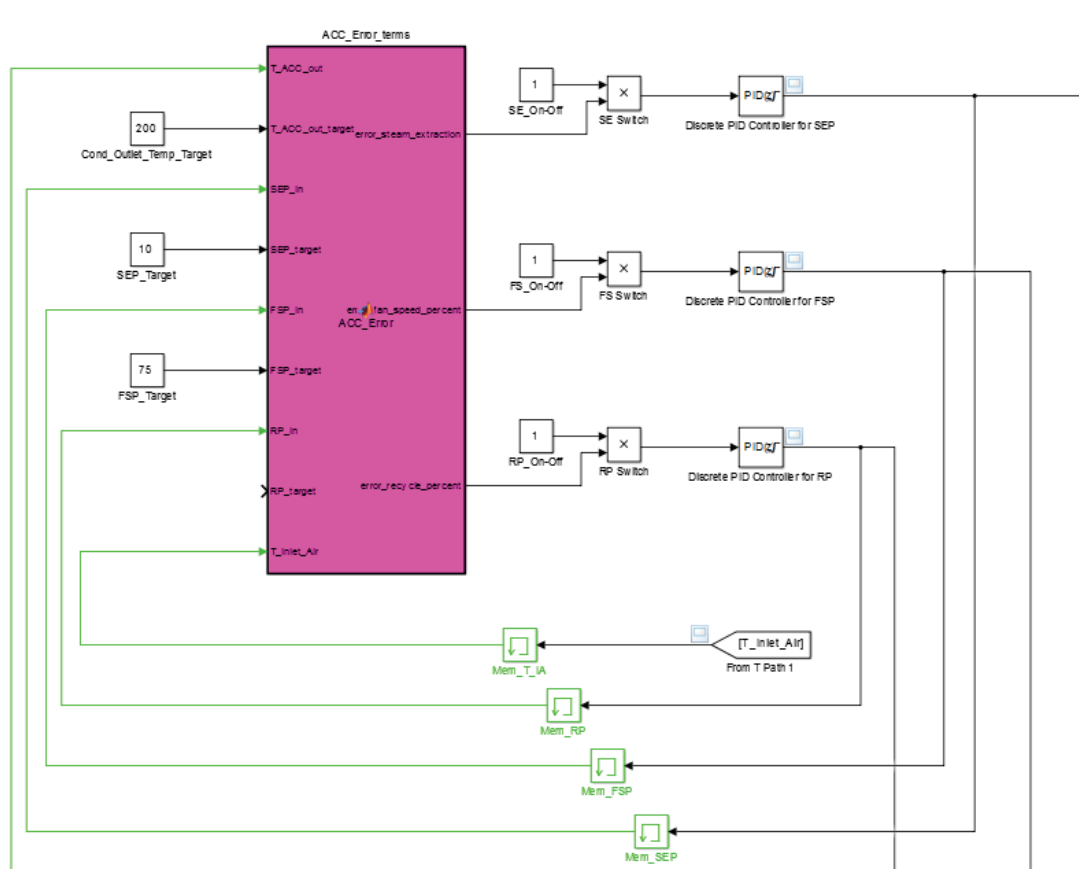 ACC_Error_terms
T_ACC_out
1
SE_On-Off
×
SE Switch
PID(z)
Discrete PID Controller for SEP
200
Cond_Outlet_Temp_Target
T_ACC_out_target
error_steam_extraction
SEP_in
10
SEP_Target
SEP_target
1
FS_On-Off
×
FS Switch
PID(z)
Discrete PID Controller for FSP
FSP_in
fan_speed_percent
ACC_Error
75
FSP_Target
FSP_target
RP_in
1
RP_On-Off
×
RP Switch
PID(z)
Discrete PID Controller for RP
RP_target
error_recycle_percent
T_Inlet_Air
Mem_T_IA
[T_Inlet_Air]
From T Path 1
Mem_RP
Mem_FSP
Mem_SEP